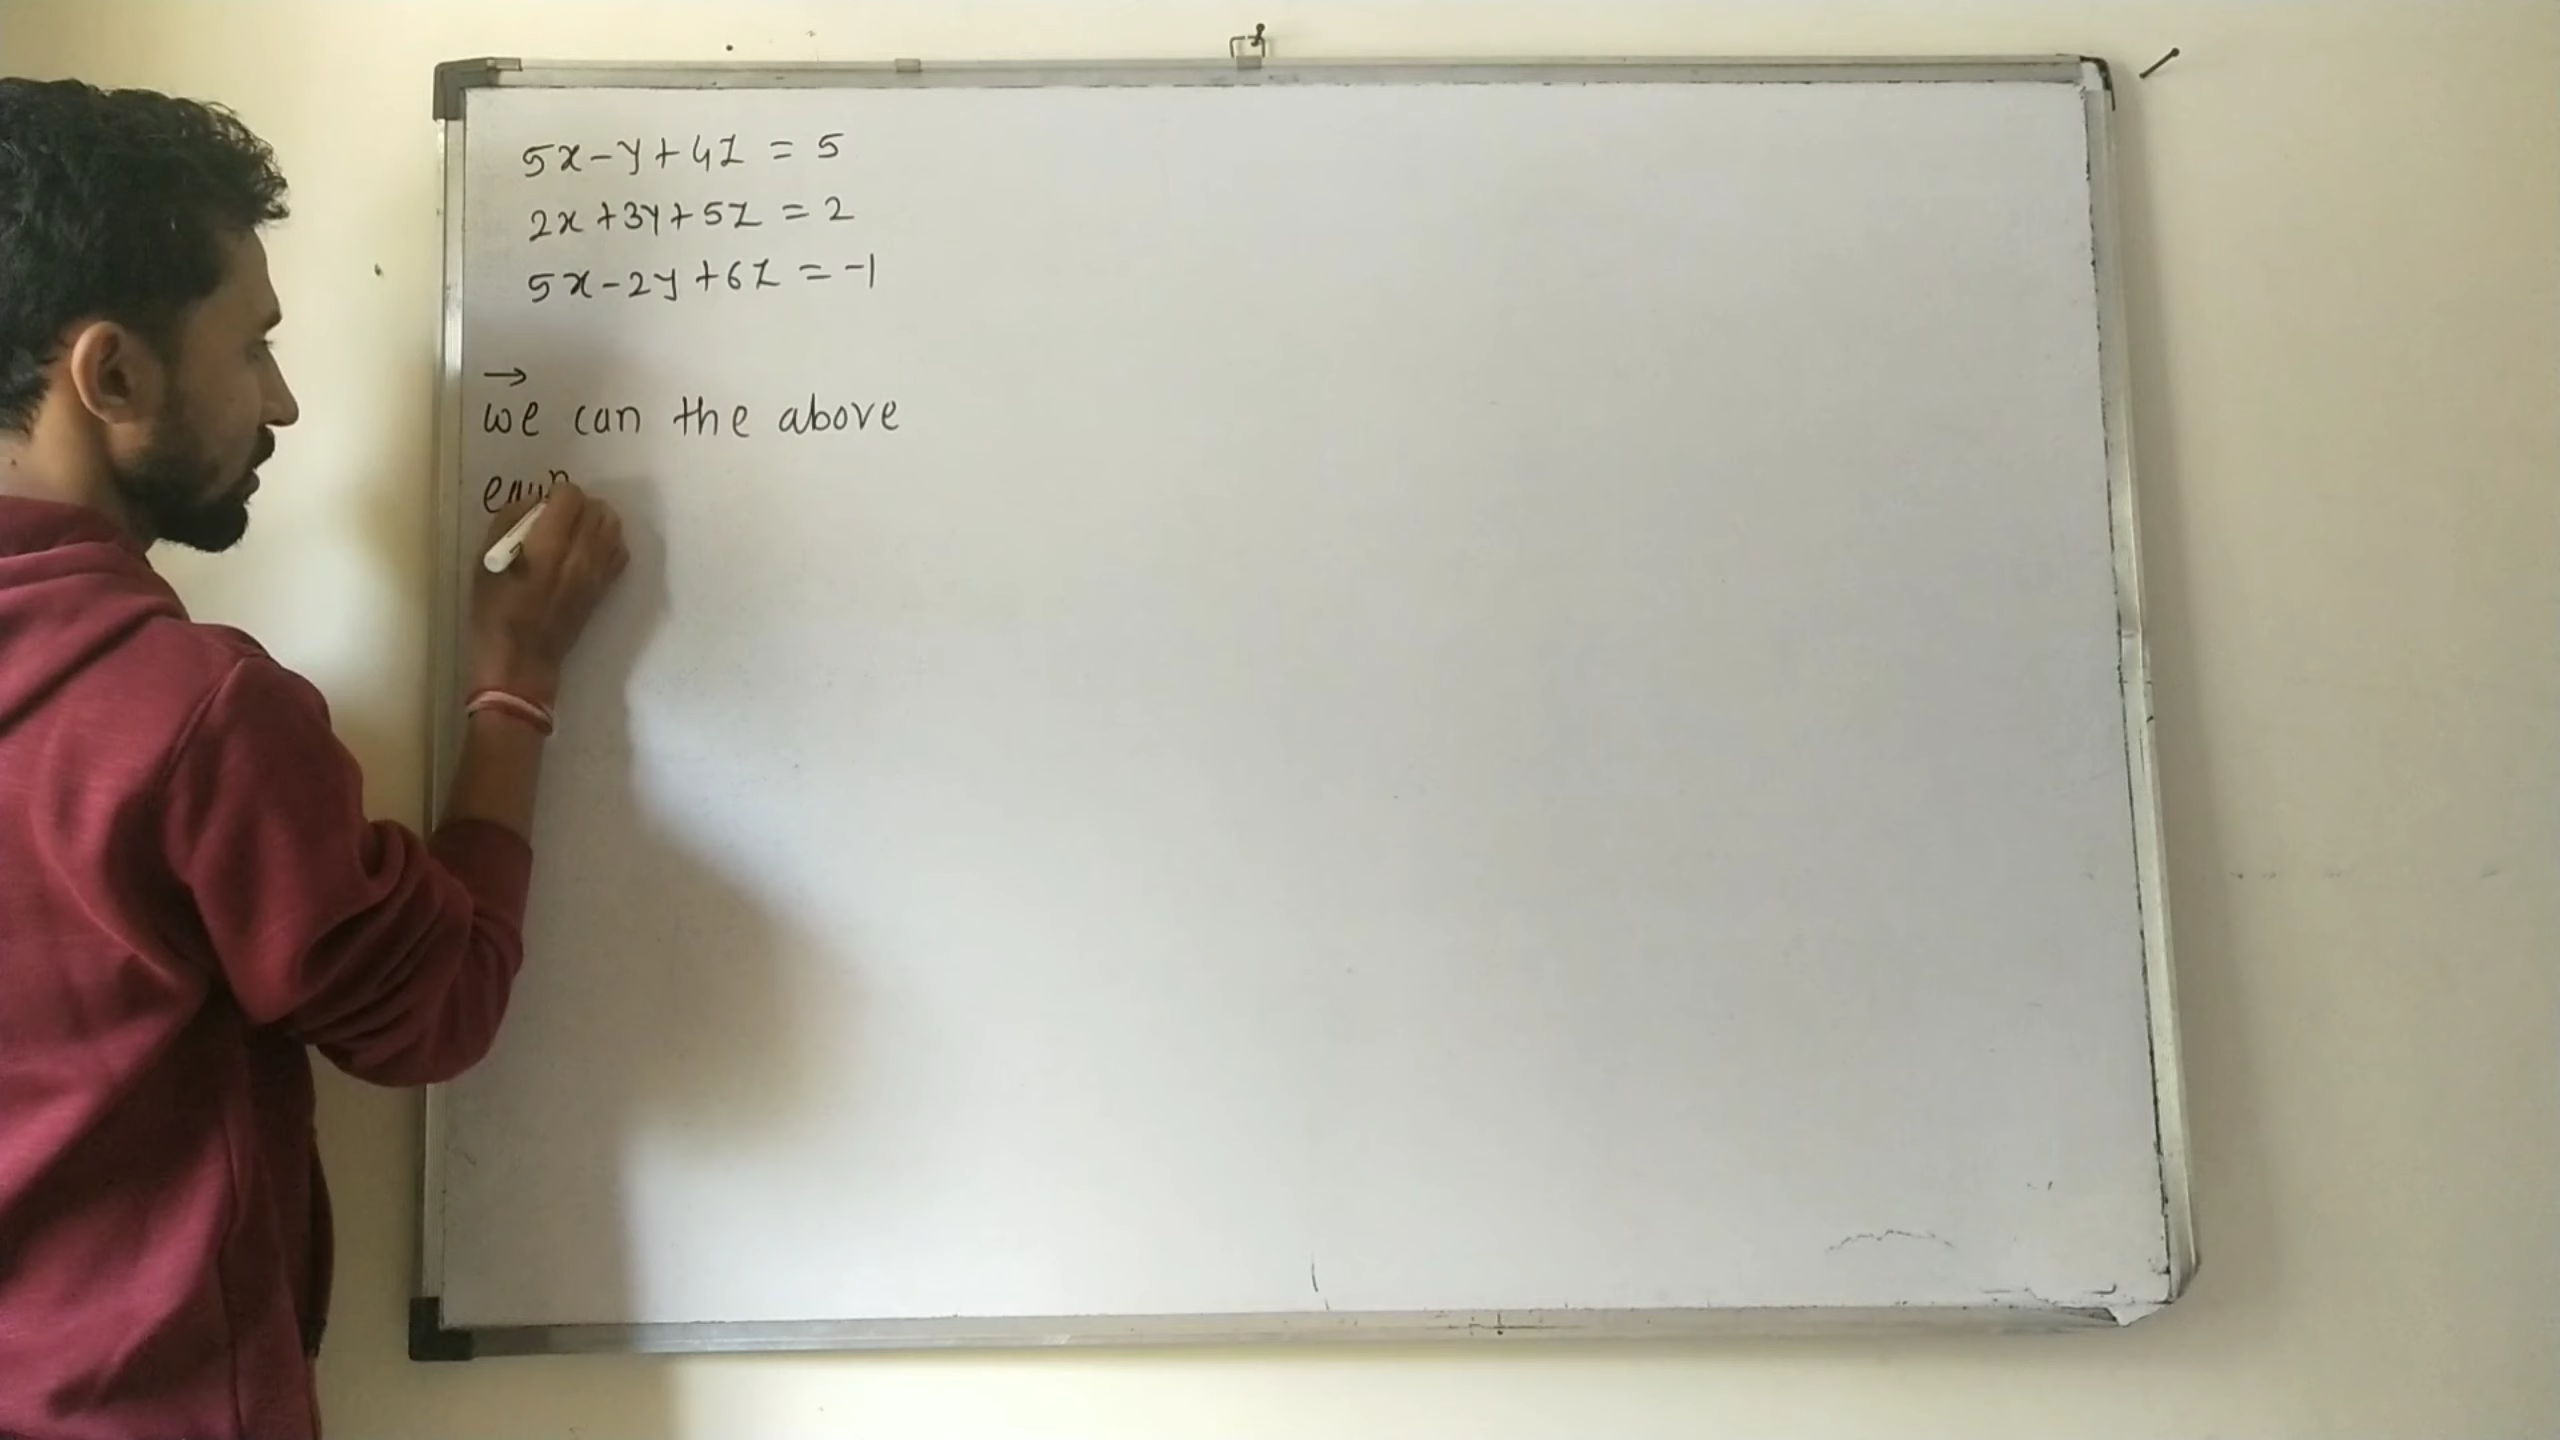 5x-y+4z = 5
2x+3y+5z = 2
5x-2y+6z = -1
→
we can the above